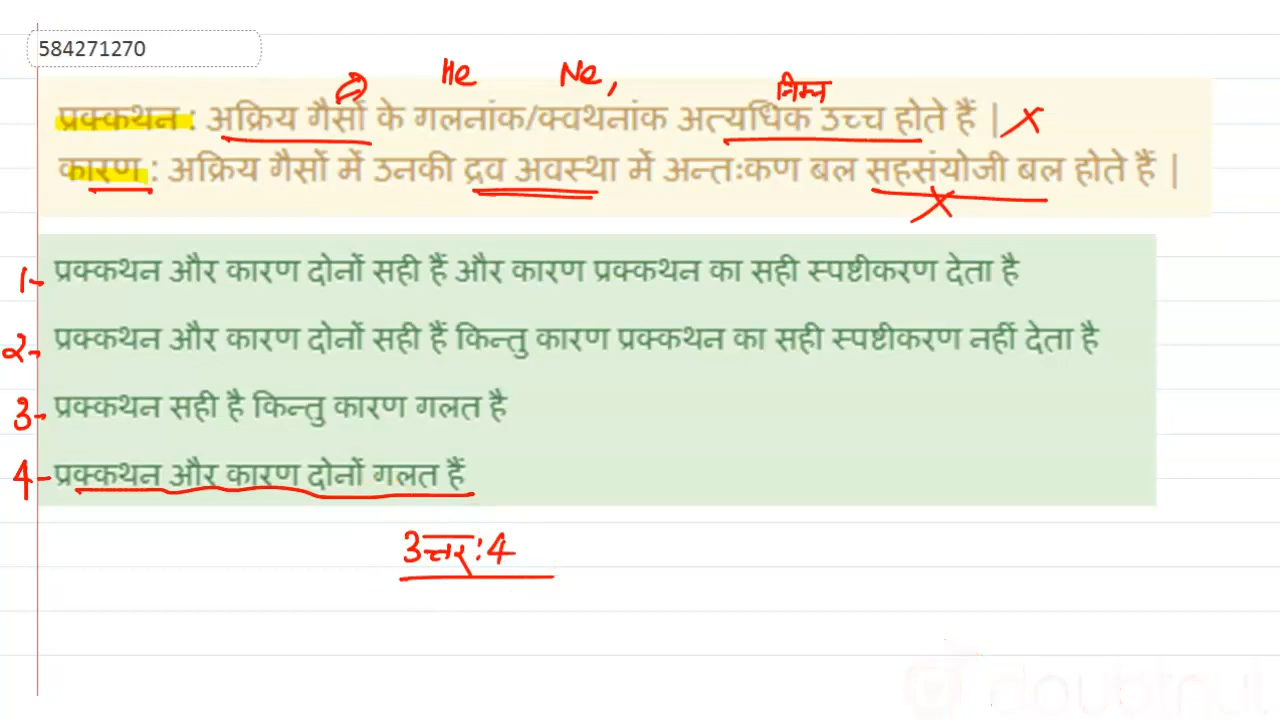 584271270
He Ne, निम्न
प्रक्कथन : अक्रिय गैसों के गलनांक/क्वथनांक अत्यधिक उच्च होते हैं |
कारण : अक्रिय गैसों में उनकी द्रव अवस्था में अन्तःकण बल सहसंयोजी बल होते हैं |
1- प्रक्कथन और कारण दोनों सही हैं और कारण प्रक्कथन का सही स्पष्टीकरण देता है
2- प्रक्कथन और कारण दोनों सही हैं किन्तु कारण प्रक्कथन का सही स्पष्टीकरण नहीं देता है
3- प्रक्कथन सही है किन्तु कारण गलत है
4- प्रक्कथन और कारण दोनों गलत हैं
उत्तर:4
doubtnut